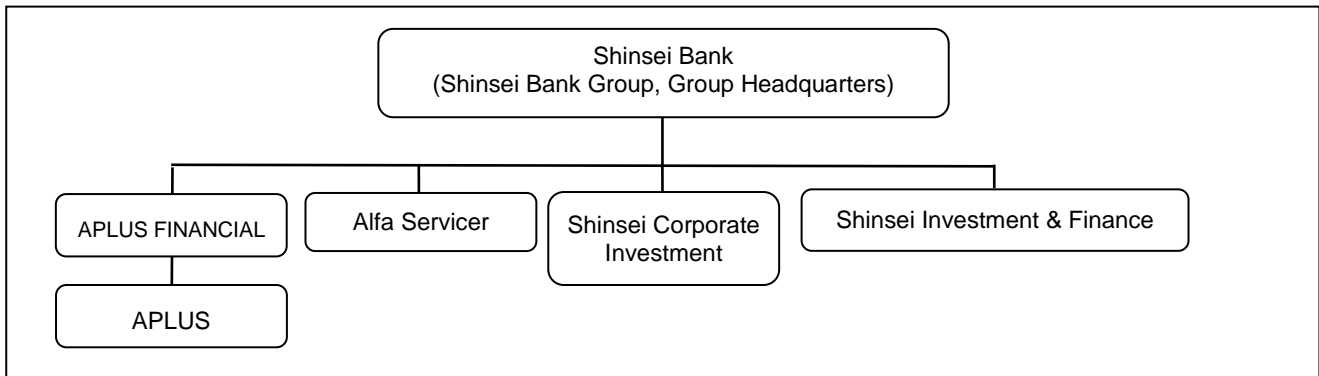 Shinsei Bank
(Shinsei Bank Group, Group Headquarters)
APLUS FINANCIAL
Alfa Servicer
Shinsei Corporate
Investment
Shinsei Investment & Finance
APLUS